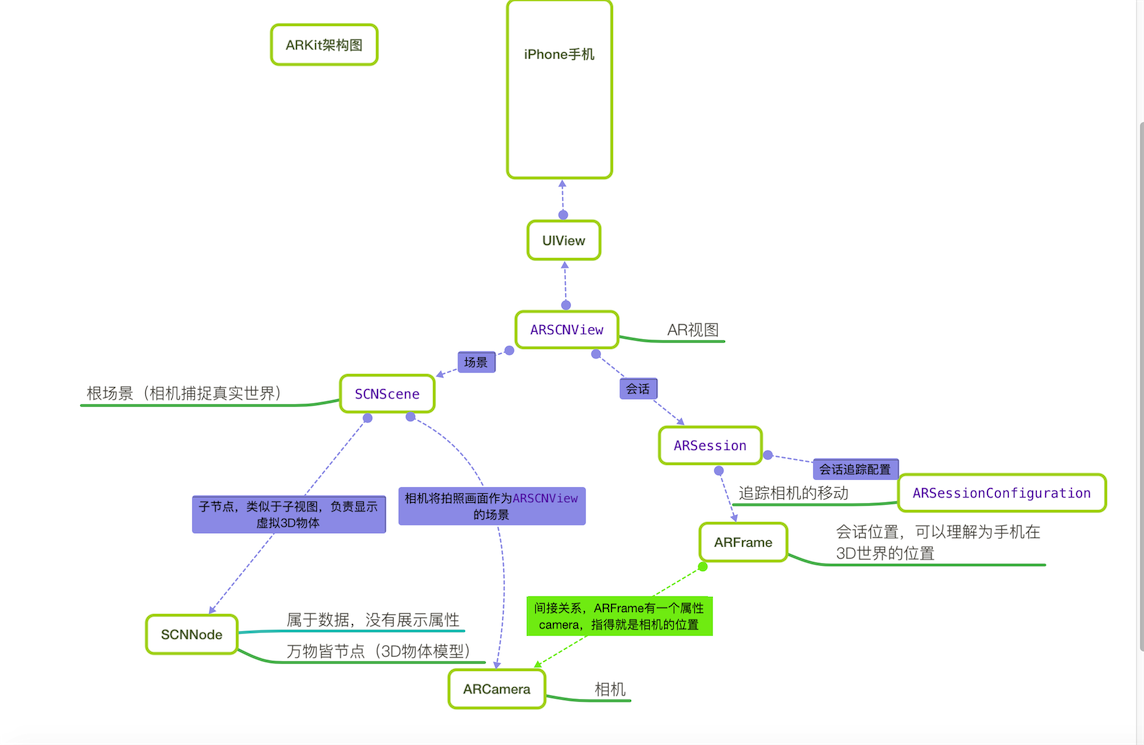 ARKit架构图
iPhone手机
UIView
ARSCNView
AR视图
场景
会话
根场景（相机捕捉真实世界）
SCNScene
ARSession
会话追踪配置
追踪相机的移动
ARSessionConfiguration
子节点，类似于子视图，负责显示
虚拟3D物体
相机将拍照画面作为ARSCNView
的场景
ARFrame
会话位置，可以理解为手机在
3D世界的位置
间接关系，ARFrame有一个属性
camera，指得就是相机的位置
SCNNode
属于数据，没有展示属性
万物皆节点（3D物体模型）
ARCamera
相机